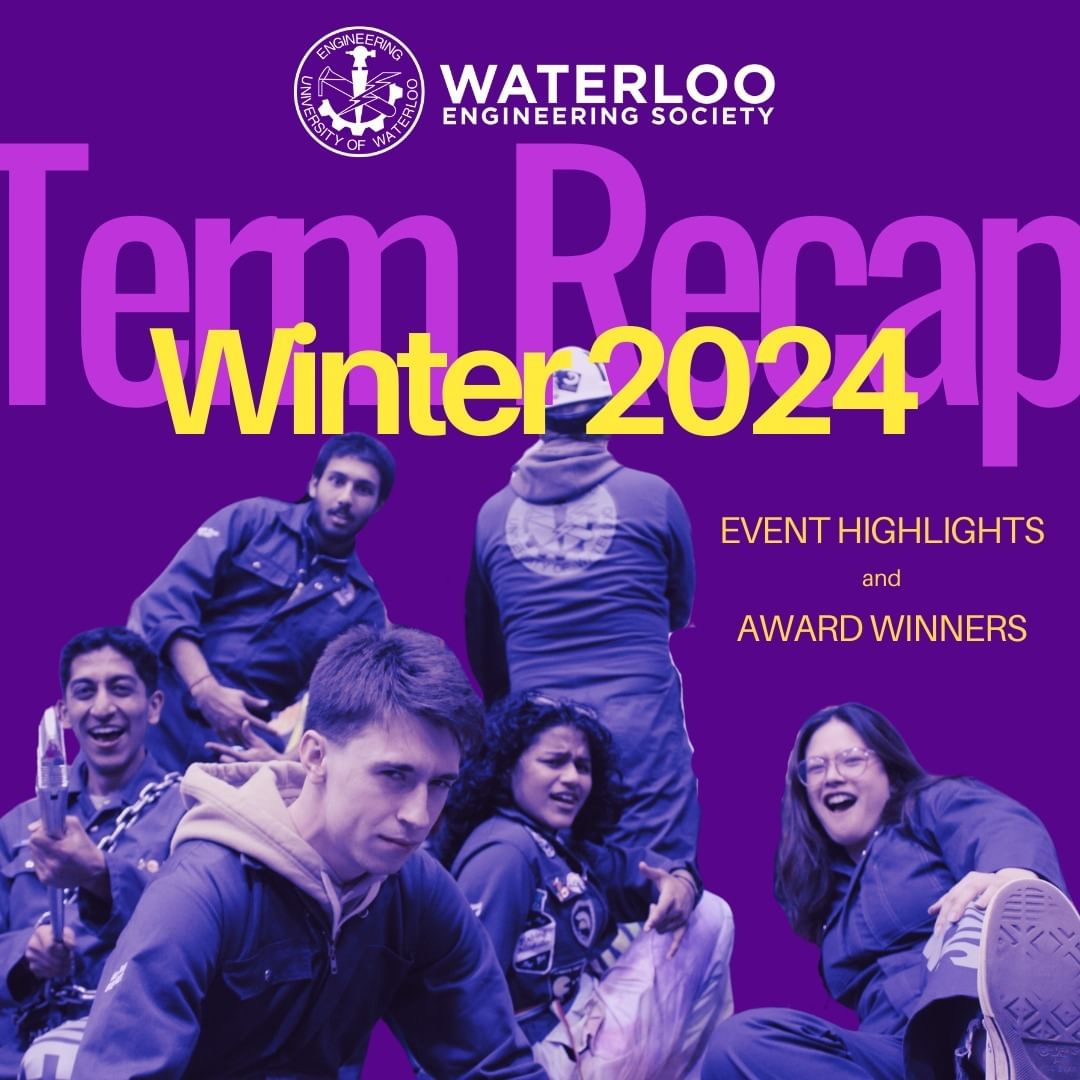 ENGINEERING
UNIVERSITY OF WATERLOO
WATERLOO
ENGINEERING SOCIETY
Term Recap
Winter 2024
EVENT HIGHLIGHTS
and
AWARD WINNERS